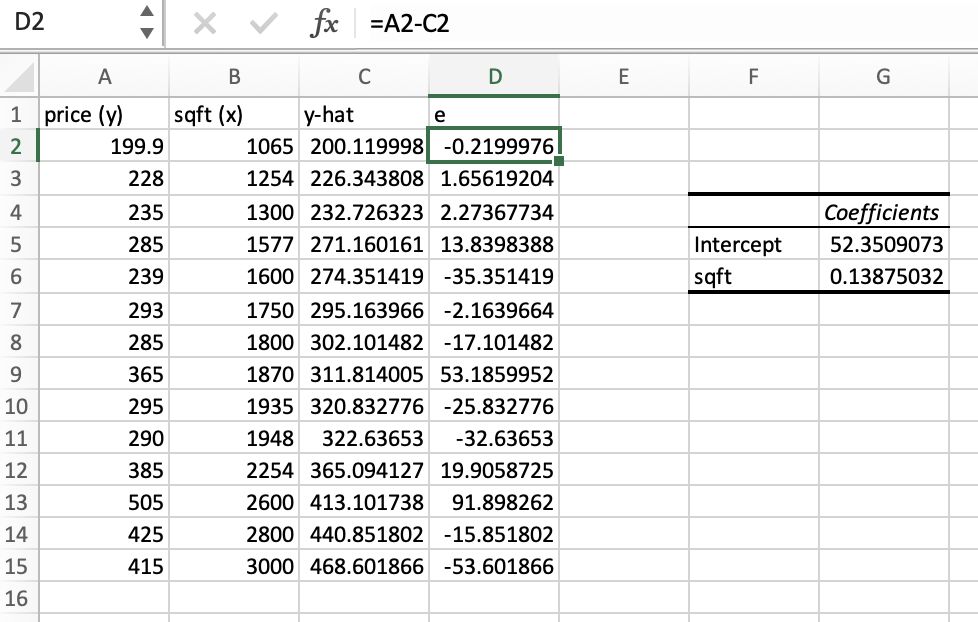 D2 fx =A2-C2
A B C D E F G
1 price (y) sqft (x) y-hat e
2 199.9 1065 200.119998 -0.2199976
3 228 1254 226.343808 1.65619204
4 235 1300 232.726323 2.27367734 Coefficients
5 285 1577 271.160161 13.8398388 Intercept 52.3509073
6 239 1600 274.351419 -35.351419 sqft 0.13875032
7 293 1750 295.163966 -2.1639664
8 285 1800 302.101482 -17.101482
9 365 1870 311.814005 53.1859952
10 295 1935 320.832776 -25.832776
11 290 1948 322.63653 -32.63653
12 385 2254 365.094127 19.9058725
13 505 2600 413.101738 91.898262
14 425 2800 440.851802 -15.851802
15 415 3000 468.601866 -53.601866
16